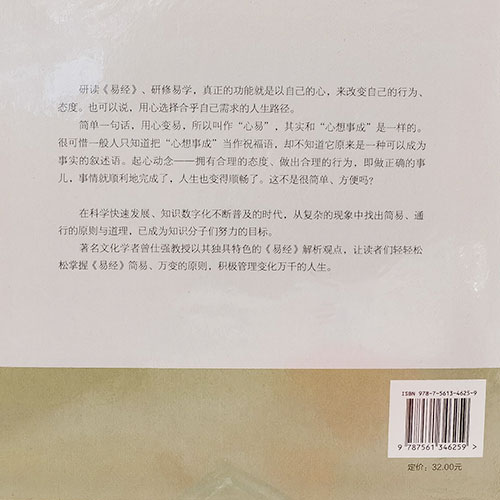 研读《易经》、研修易学，真正的功能就是以自己的心，来改变自己的行为、
态度。也可以说，用心选择合乎自己需求的人生路径。
简单一句话，用心变易，所以叫作“心易”，其实和“心想事成”是一样的。
很可惜一般人只知道把“心想事成”当作祝福语，却不知道它原来是一种可以成为
事实的叙述语。起心动念——拥有合理的态度、做出合理的行为，即做正确的事
儿，事情就顺利地完成了，人生也变得顺畅了。这不是很简单、方便吗？
在科学快速发展、知识数字化不断普及的时代，从复杂的现象中找出简易、通
行的原则与道理，已成为知识分子们努力的目标。
著名文化学者曾仕强教授以其独具特色的《易经》解析观点，让读者们轻轻松
松掌握《易经》简易、万变的原则，积极管理变化万千的人生。
ISBN 978-7-5613-4625-9
9 787561 346259 >
定价：32.00元